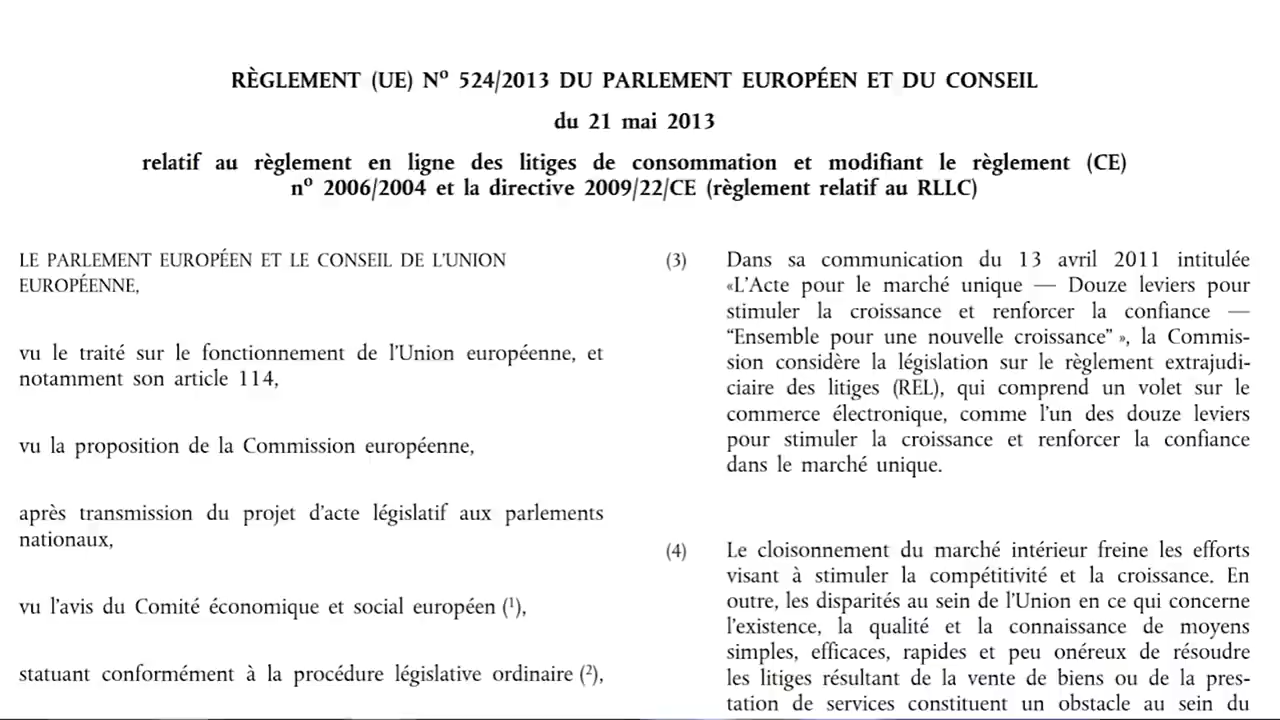 RÈGLEMENT (UE) Nº 524/2013 DU PARLEMENT EUROPÉEN ET DU CONSEIL
du 21 mai 2013
relatif au règlement en ligne des litiges de consommation et modifiant le règlement (CE)
nº 2006/2004 et la directive 2009/22/CE (règlement relatif au RLLC)
LE PARLEMENT EUROPÉEN ET LE CONSEIL DE L'UNION
EUROPÉENNE,
vu le traité sur le fonctionnement de l'Union européenne, et
notamment son article 114,
vu la proposition de la Commission européenne,
après transmission du projet d'acte législatif aux parlements
nationaux,
vu l'avis du Comité économique et social européen (¹),
statuant conformément à la procédure législative ordinaire (²),
(3) Dans sa communication du 13 avril 2011 intitulée
«L'Acte pour le marché unique — Douze leviers pour
stimuler la croissance et renforcer la confiance —
“Ensemble pour une nouvelle croissance” », la Commis-
sion considère la législation sur le règlement extrajudi-
ciaire des litiges (REL), qui comprend un volet sur le
commerce électronique, comme l'un des douze leviers
pour stimuler la croissance et renforcer la confiance
dans le marché unique.
(4) Le cloisonnement du marché intérieur freine les efforts
visant à stimuler la compétitivité et la croissance. En
outre, les disparités au sein de l'Union en ce qui concerne
l'existence, la qualité et la connaissance de moyens
simples, efficaces, rapides et peu onéreux de résoudre
les litiges résultant de la vente de biens ou de la pres-
tation de services constituent un obstacle au sein du